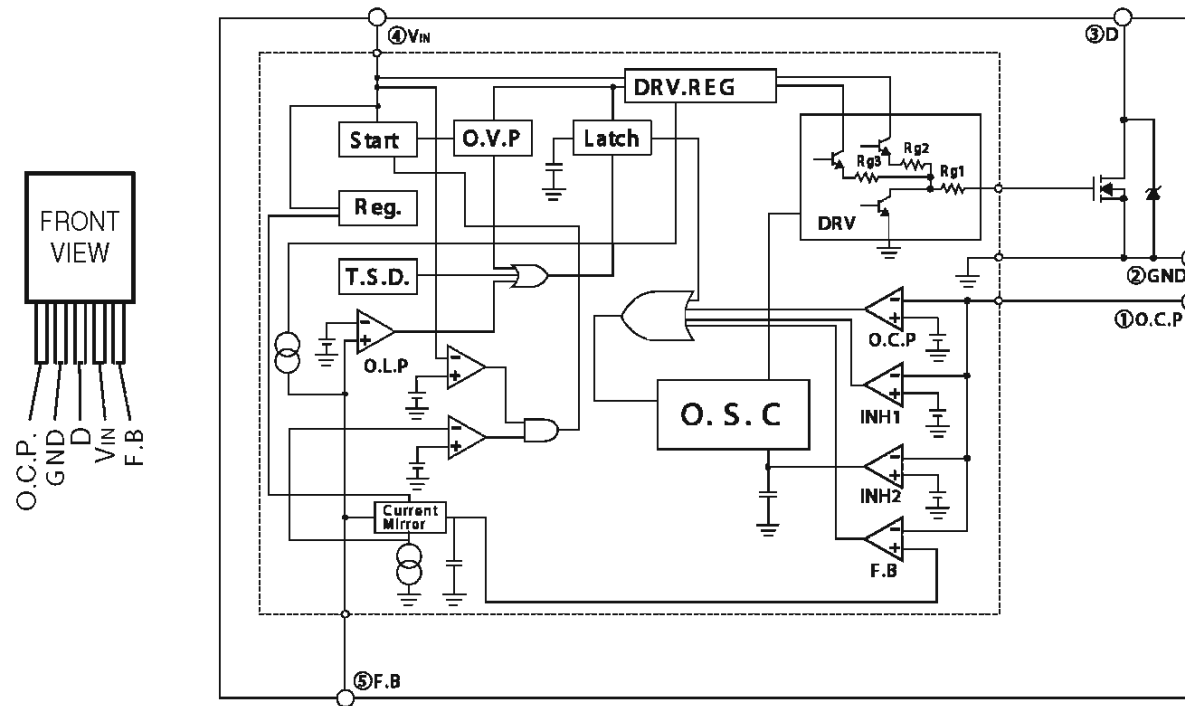 FRONT
VIEW
O.C.P.
GND
D
VIN
F.B
④VIN
③D
DRV.REG
Start
O.V.P
Latch
Rg2
Rg3
Rg1
Reg.
DRV
T.S.D.
②GND
①O.C.P
O.C.P
O.L.P
O. S. C
INH1
INH2
Current
Mirror
F.B
⑤F.B